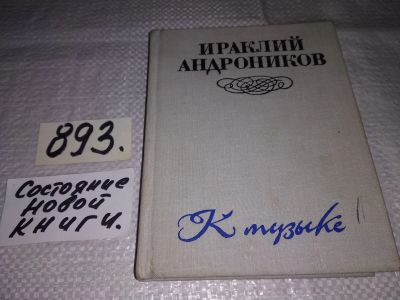 ИРАКЛИЙ
АНДРОНИКОВ
К музыке
893.
Состояние
Новой
книги.